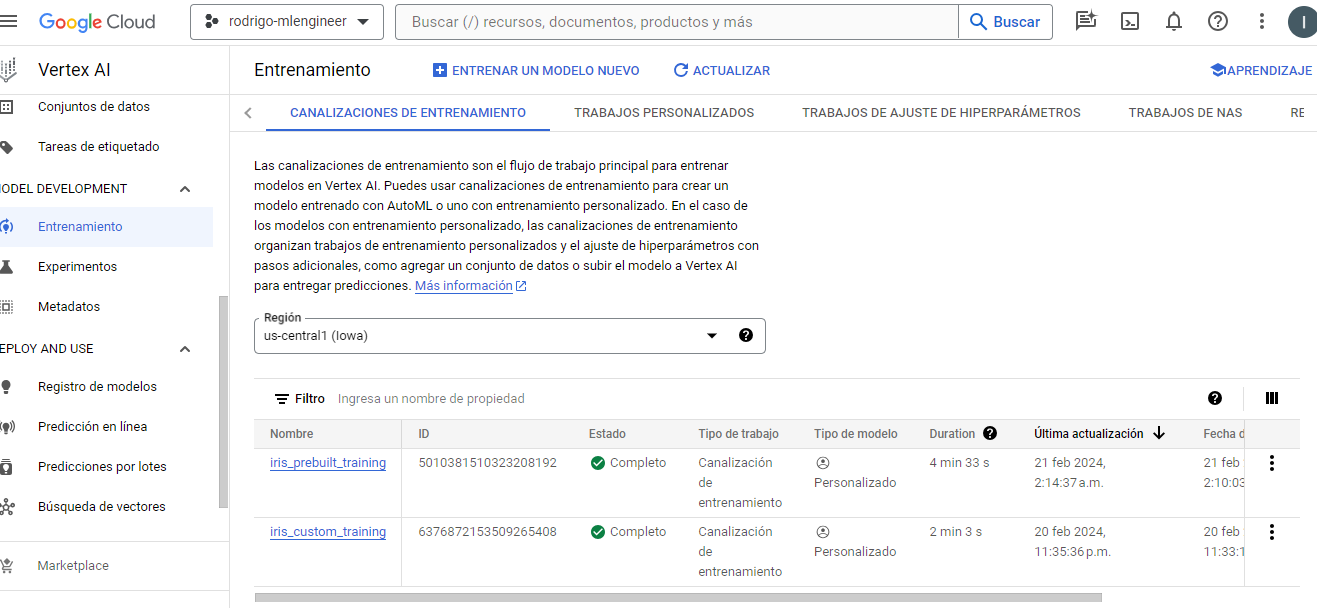 Google Cloud
rodrigo-mlengineer
Buscar (/) recursos, documentos, productos y más
Buscar
I
Vertex AI
Conjuntos de datos
Tareas de etiquetado
ODEL DEVELOPMENT
Entrenamiento
Experimentos
Metadatos
EPLOY AND USE
Registro de modelos
Predicción en línea
Predicciones por lotes
Búsqueda de vectores
Marketplace
Entrenamiento
ENTRENAR UN MODELO NUEVO
ACTUALIZAR
APRENDIZAJE
CANALIZACIONES DE ENTRENAMIENTO
TRABAJOS PERSONALIZADOS
TRABAJOS DE AJUSTE DE HIPERPARÁMETROS
TRABAJOS DE NAS
RE
Las canalizaciones de entrenamiento son el flujo de trabajo principal para entrenar
modelos en Vertex AI. Puedes usar canalizaciones de entrenamiento para crear un
modelo entrenado con AutoML o uno con entrenamiento personalizado. En el caso de
los modelos con entrenamiento personalizado, las canalizaciones de entrenamiento
organizan trabajos de entrenamiento personalizados y el ajuste de hiperparámetros con
pasos adicionales, como agregar un conjunto de datos o subir el modelo a Vertex AI
para entregar predicciones. Más información
Región
us-central1 (Iowa)
Filtro Ingresa un nombre de propiedad
Nombre ID Estado Tipo de trabajo Tipo de modelo Duration Última actualización Fecha d
iris_prebuilt_training 5010381510323208192 Completo Canalización 4 min 33 s 21 feb 2024, 21 feb
de Personalizado 2:14:37 a.m. 2:10:03
entrenamiento
iris_custom_training 6376872153509265408 Completo Canalización 2 min 3 s 20 feb 2024, 20 feb
de Personalizado 11:35:36 p.m. 11:33:1
entrenamiento